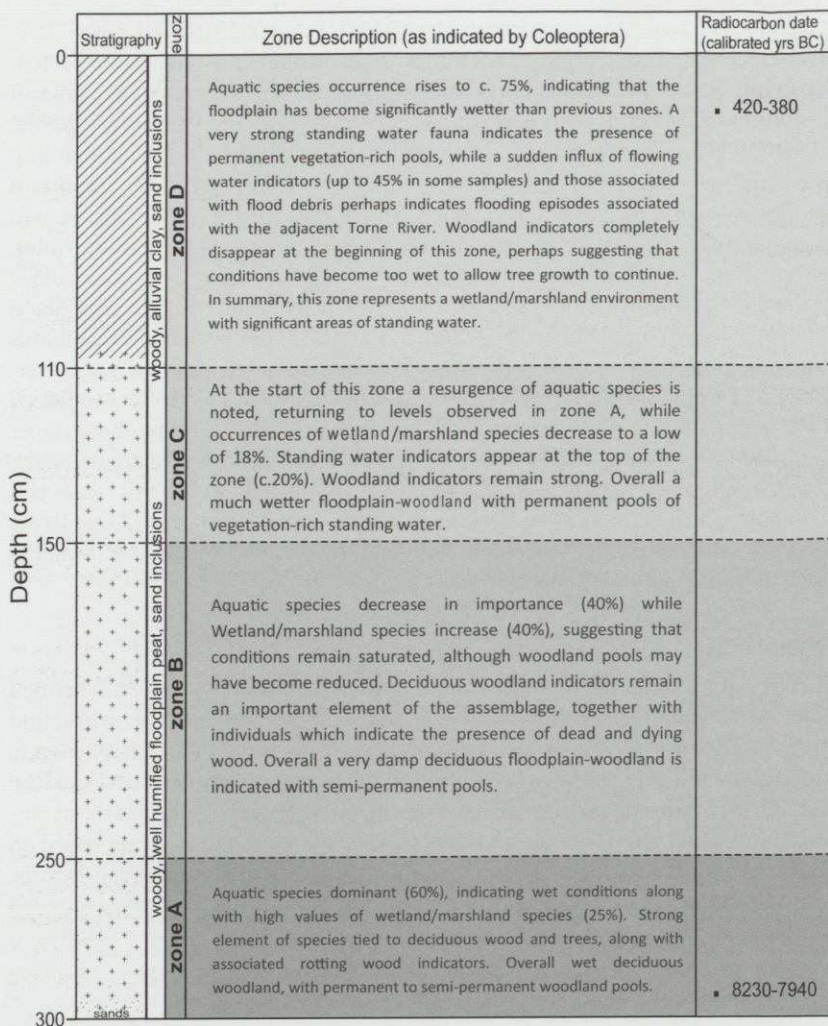 Stratigraphy
Zone
Zone Description (as indicated by Coleoptera)
Radiocarbon date
(calibrated yrs BC)
0
110
150
250
300
Depth (cm)
woody, alluvial clay, sand inclusions
woody, well humified floodplain peat, sand inclusions
sands
zone D
Aquatic species occurrence rises to c. 75%, indicating that the
floodplain has become significantly wetter than previous zones. A
very strong standing water fauna indicates the presence of
permanent vegetation-rich pools, while a sudden influx of flowing
water indicators (up to 45% in some samples) and those associated
with flood debris perhaps indicates flooding episodes associated
with the adjacent Torne River. Woodland indicators completely
disappear at the beginning of this zone, perhaps suggesting that
conditions have become too wet to allow tree growth to continue.
In summary, this zone represents a wetland/marshland environment
with significant areas of standing water.
420-380
zone C
At the start of this zone a resurgence of aquatic species is
noted, returning to levels observed in zone A, while
occurrences of wetland/marshland species decrease to a low
of 18%. Standing water indicators appear at the top of the
zone (c.20%). Woodland indicators remain strong. Overall a
much wetter floodplain-woodland with permanent pools of
vegetation-rich standing water.
zone B
Aquatic species decrease in importance (40%) while
Wetland/marshland species increase (40%), suggesting that
conditions remain saturated, although woodland pools may
have become reduced. Deciduous woodland indicators remain
an important element of the assemblage, together with
individuals which indicate the presence of dead and dying
wood. Overall a very damp deciduous floodplain-woodland is
indicated with semi-permanent pools.
zone A
Aquatic species dominant (60%), indicating wet conditions along
with high values of wetland/marshland species (25%). Strong
element of species tied to deciduous wood and trees, along with
associated rotting wood indicators. Overall wet deciduous
woodland, with permanent to semi-permanent woodland pools.
8230-7940